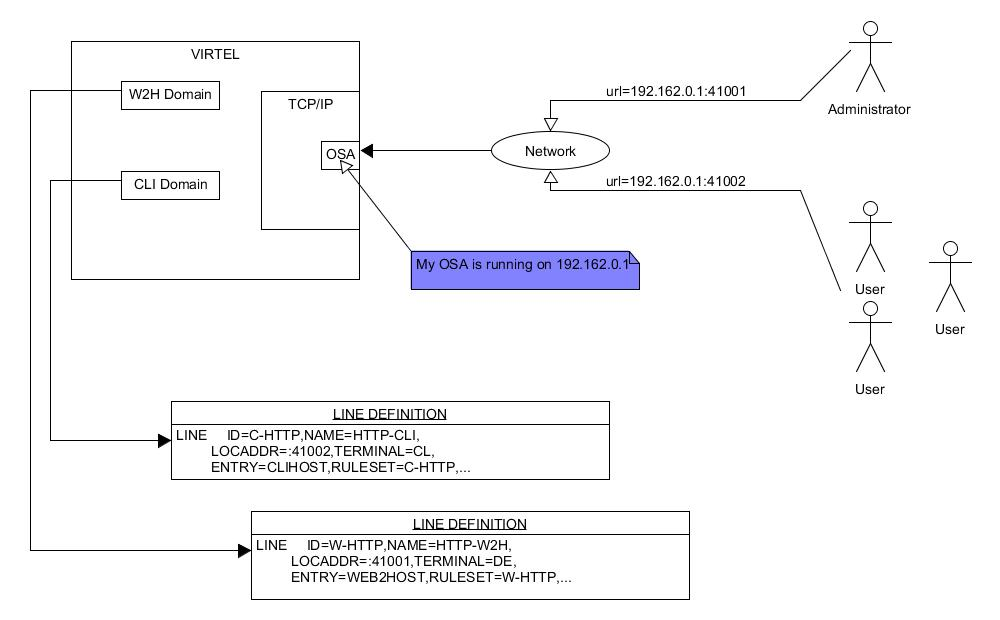 VIRTEL
W2H Domain
TCP/IP
OSA
CLI Domain
Network
url=192.162.0.1:41001
Administrator
url=192.162.0.1:41002
User
User
User
My OSA is running on 192.162.0.1
LINE DEFINITION
LINE ID=C-HTTP,NAME=HTTP-CLI,
LOCADDR=:41002,TERMINAL=CL,
ENTRY=CLIHOST,RULESET=C-HTTP,...
LINE DEFINITION
LINE ID=W-HTTP,NAME=HTTP-W2H,
LOCADDR=:41001,TERMINAL=DE,
ENTRY=WEB2HOST,RULESET=W-HTTP,...